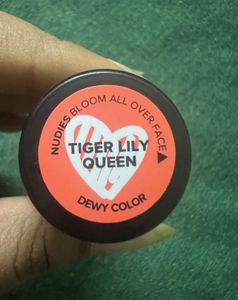 NUDIES BLOOM ALL OVER FACE
TIGER LILY
QUEEN
DEWY COLOR